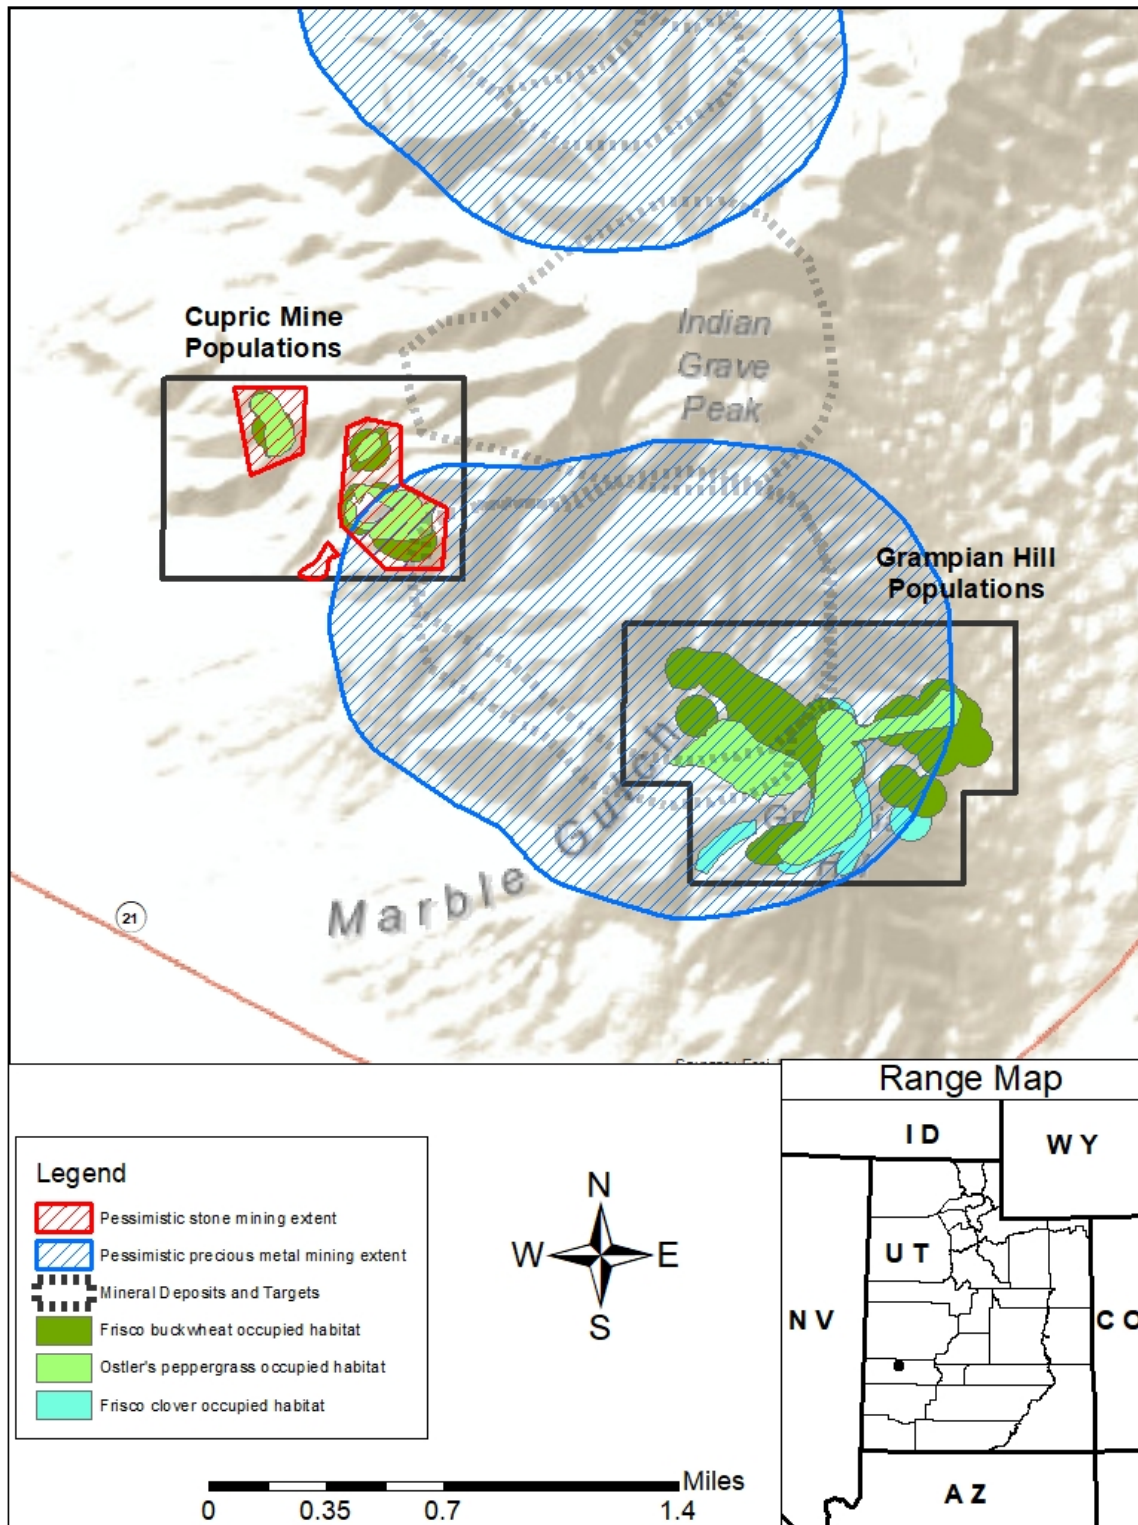 Indian
Grave
Peak
Cupric Mine
Populations
Grampian Hill
Populations
Marble Gulch
21
Range Map
ID
WY
UT
NV
CO
AZ
Legend
Pessimistic stone mining extent
Pessimistic precious metal mining extent
Mineral Deposits and Targets
Frisco buckwheat occupied habitat
Ostler's peppergrass occupied habitat
Frisco clover occupied habitat
N
W E
S
Miles
0 0.35 0.7 1.4